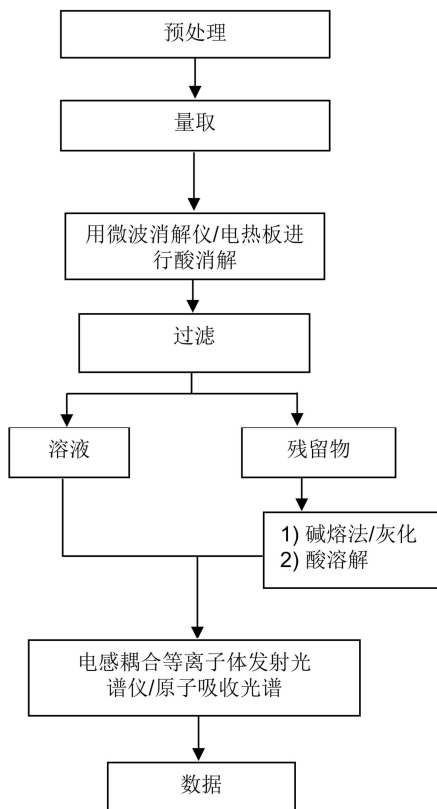 预处理
量取
用微波消解仪/电热板进
行酸消解
过滤
溶液
残留物
1) 碱熔法/灰化
2) 酸溶解
电感耦合等离子体发射光
谱仪/原子吸收光谱
数据